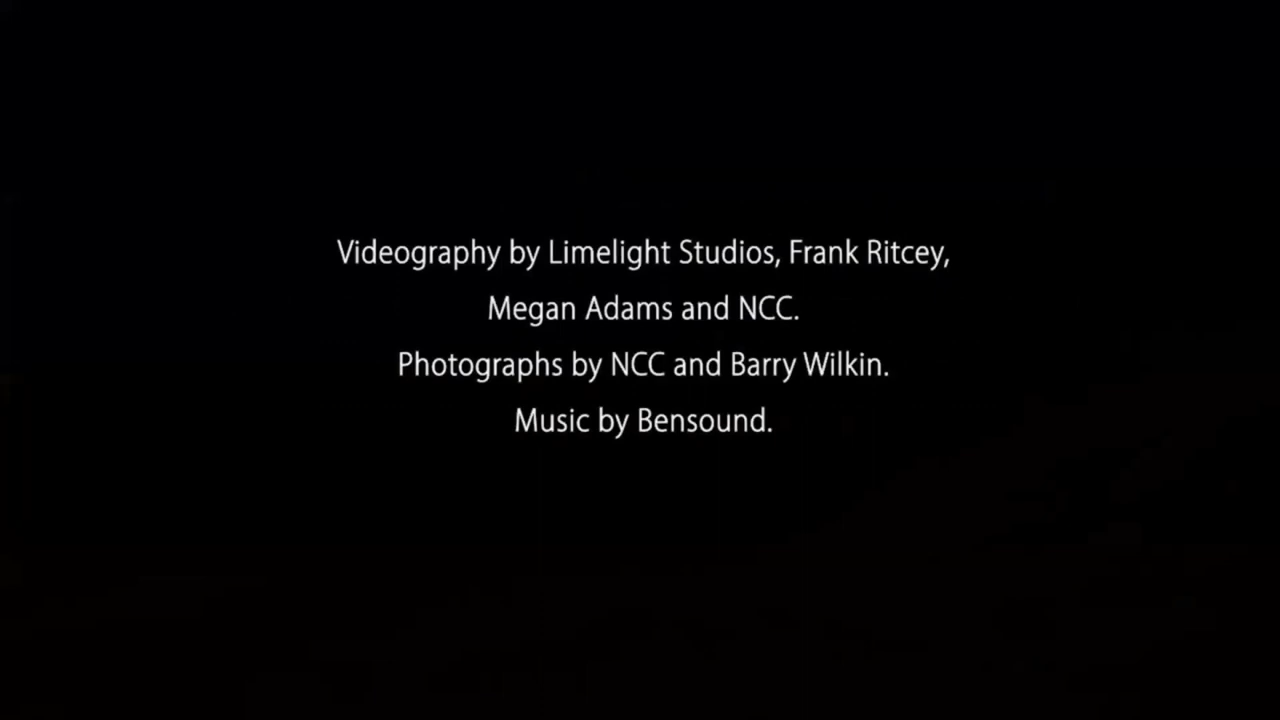 Videography by Limelight Studios, Frank Ritcey,
Megan Adams and NCC.
Photographs by NCC and Barry Wilkin.
Music by Bensound.